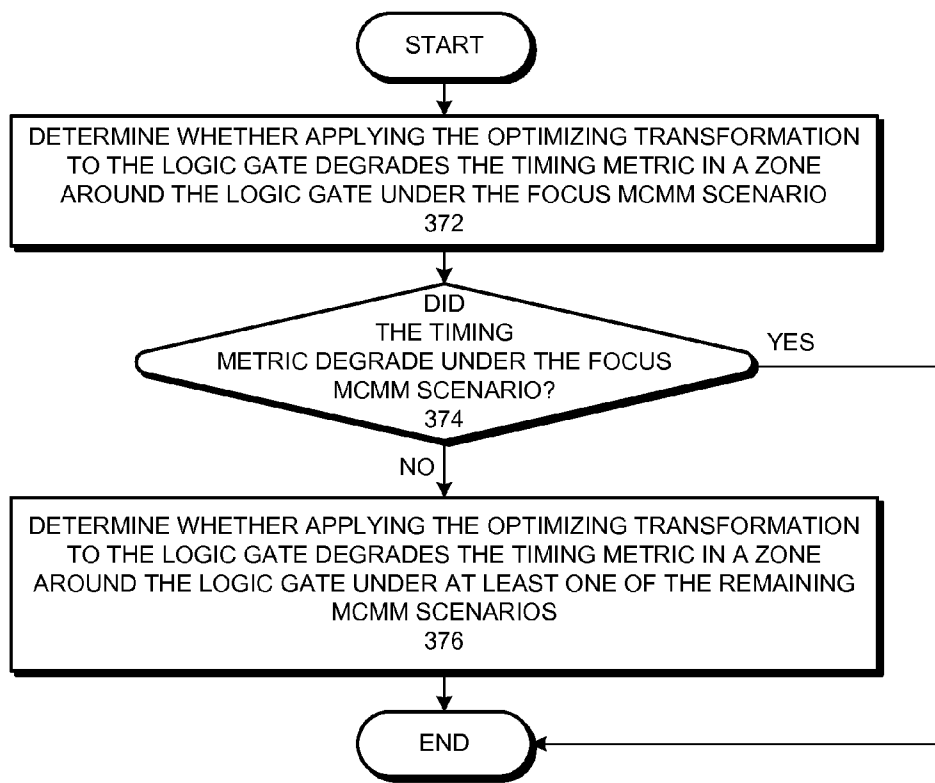 START
DETERMINE WHETHER APPLYING THE OPTIMIZING TRANSFORMATION
TO THE LOGIC GATE DEGRADES THE TIMING METRIC IN A ZONE
AROUND THE LOGIC GATE UNDER THE FOCUS MCMM SCENARIO
372
DID
THE TIMING
METRIC DEGRADE UNDER THE FOCUS
MCMM SCENARIO?
374
YES
NO
DETERMINE WHETHER APPLYING THE OPTIMIZING TRANSFORMATION
TO THE LOGIC GATE DEGRADES THE TIMING METRIC IN A ZONE
AROUND THE LOGIC GATE UNDER AT LEAST ONE OF THE REMAINING
MCMM SCENARIOS
376
END